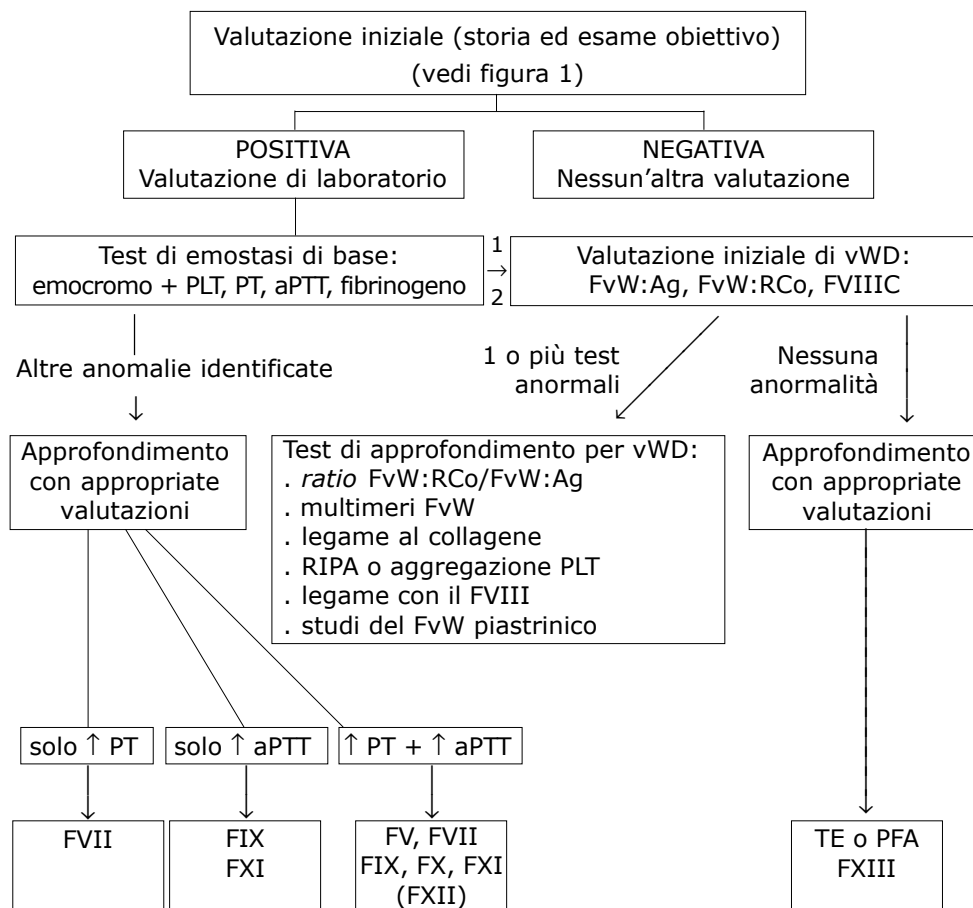 Valutazione iniziale (storia ed esame obiettivo)
(vedi figura 1)
POSITIVA
Valutazione di laboratorio
NEGATIVA
Nessun'altra valutazione
Test di emostasi di base:
emocromo + PLT, PT, aPTT, fibrinogeno
1
→
2
Valutazione iniziale di vWD:
FvW:Ag, FvW:RCo, FVIIIC
Altre anomalie identificate
1 o più test
anormali
Nessuna
anormalità
Approfondimento
con appropriate
valutazioni
Test di approfondimento per vWD:
. ratio FvW:RCo/FvW:Ag
. multimeri FvW
. legame al collagene
. RIPA o aggregazione PLT
. legame con il FVIII
. studi del FvW piastrinico
Approfondimento
con appropriate
valutazioni
solo ↑ PT
solo ↑ aPTT
↑ PT + ↑ aPTT
FVII
FIX
FXI
FV, FVII
FIX, FX, FXI
(FXII)
TE o PFA
FXIII